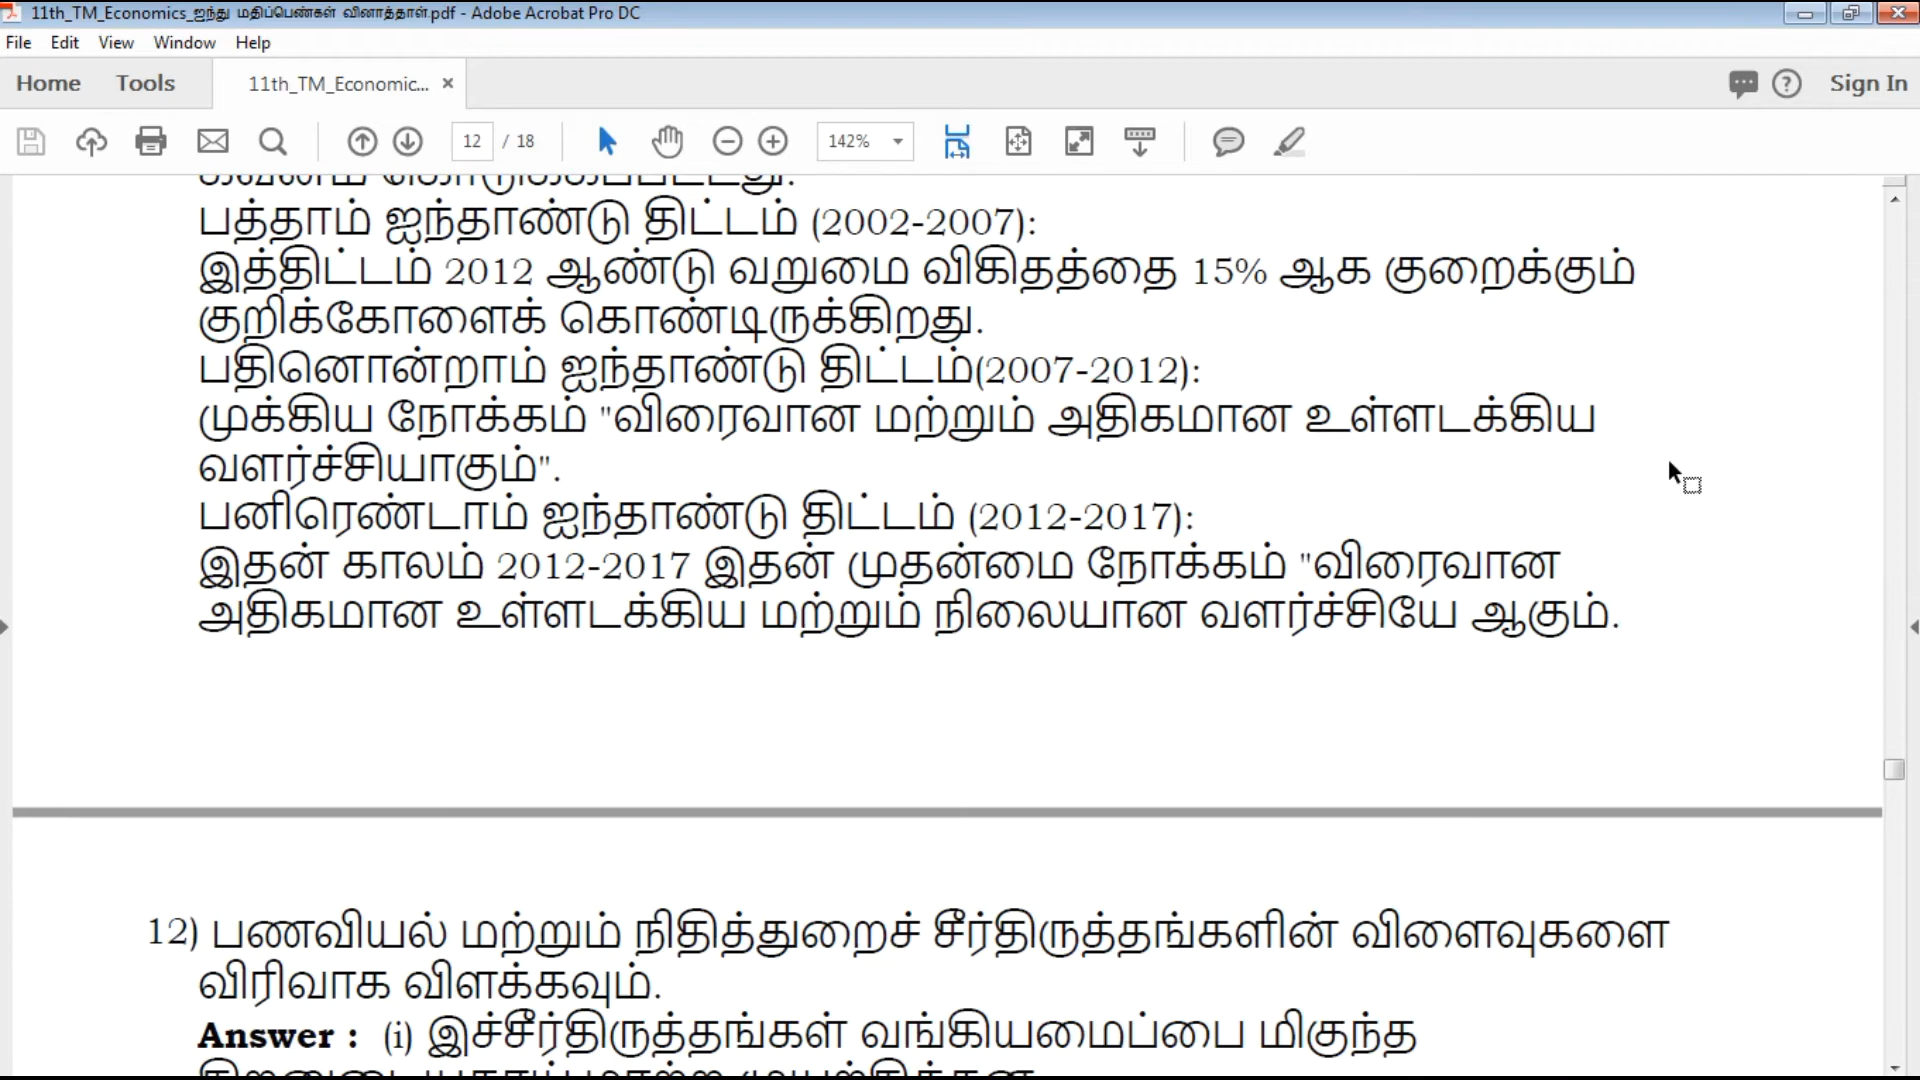 11th_TM_Economics_ஐந்து மதிப்பெண்கள் வினாத்தாள்.pdf - Adobe Acrobat Pro DC
File Edit View Window Help
Home Tools 11th_TM_Economic... × Sign In
12 / 18 142%
கவனம் கொடுக்கப்பட்டது.
பத்தாம் ஐந்தாண்டு திட்டம் (2002-2007):
இத்திட்டம் 2012 ஆண்டு வறுமை விகிதத்தை 15% ஆக குறைக்கும்
குறிக்கோளைக் கொண்டிருக்கிறது.
பதினொன்றாம் ஐந்தாண்டு திட்டம்(2007-2012):
முக்கிய நோக்கம் "விரைவான மற்றும் அதிகமான உள்ளடக்கிய
வளர்ச்சியாகும்".
பனிரெண்டாம் ஐந்தாண்டு திட்டம் (2012-2017):
இதன் காலம் 2012-2017 இதன் முதன்மை நோக்கம் "விரைவான
அதிகமான உள்ளடக்கிய மற்றும் நிலையான வளர்ச்சியே ஆகும்.
12) பணவியல் மற்றும் நிதித்துறைச் சீர்திருத்தங்களின் விளைவுகளை
விரிவாக விளக்கவும்.
Answer : (i) இச்சீர்திருத்தங்கள் வங்கியமைப்பை மிகுந்த